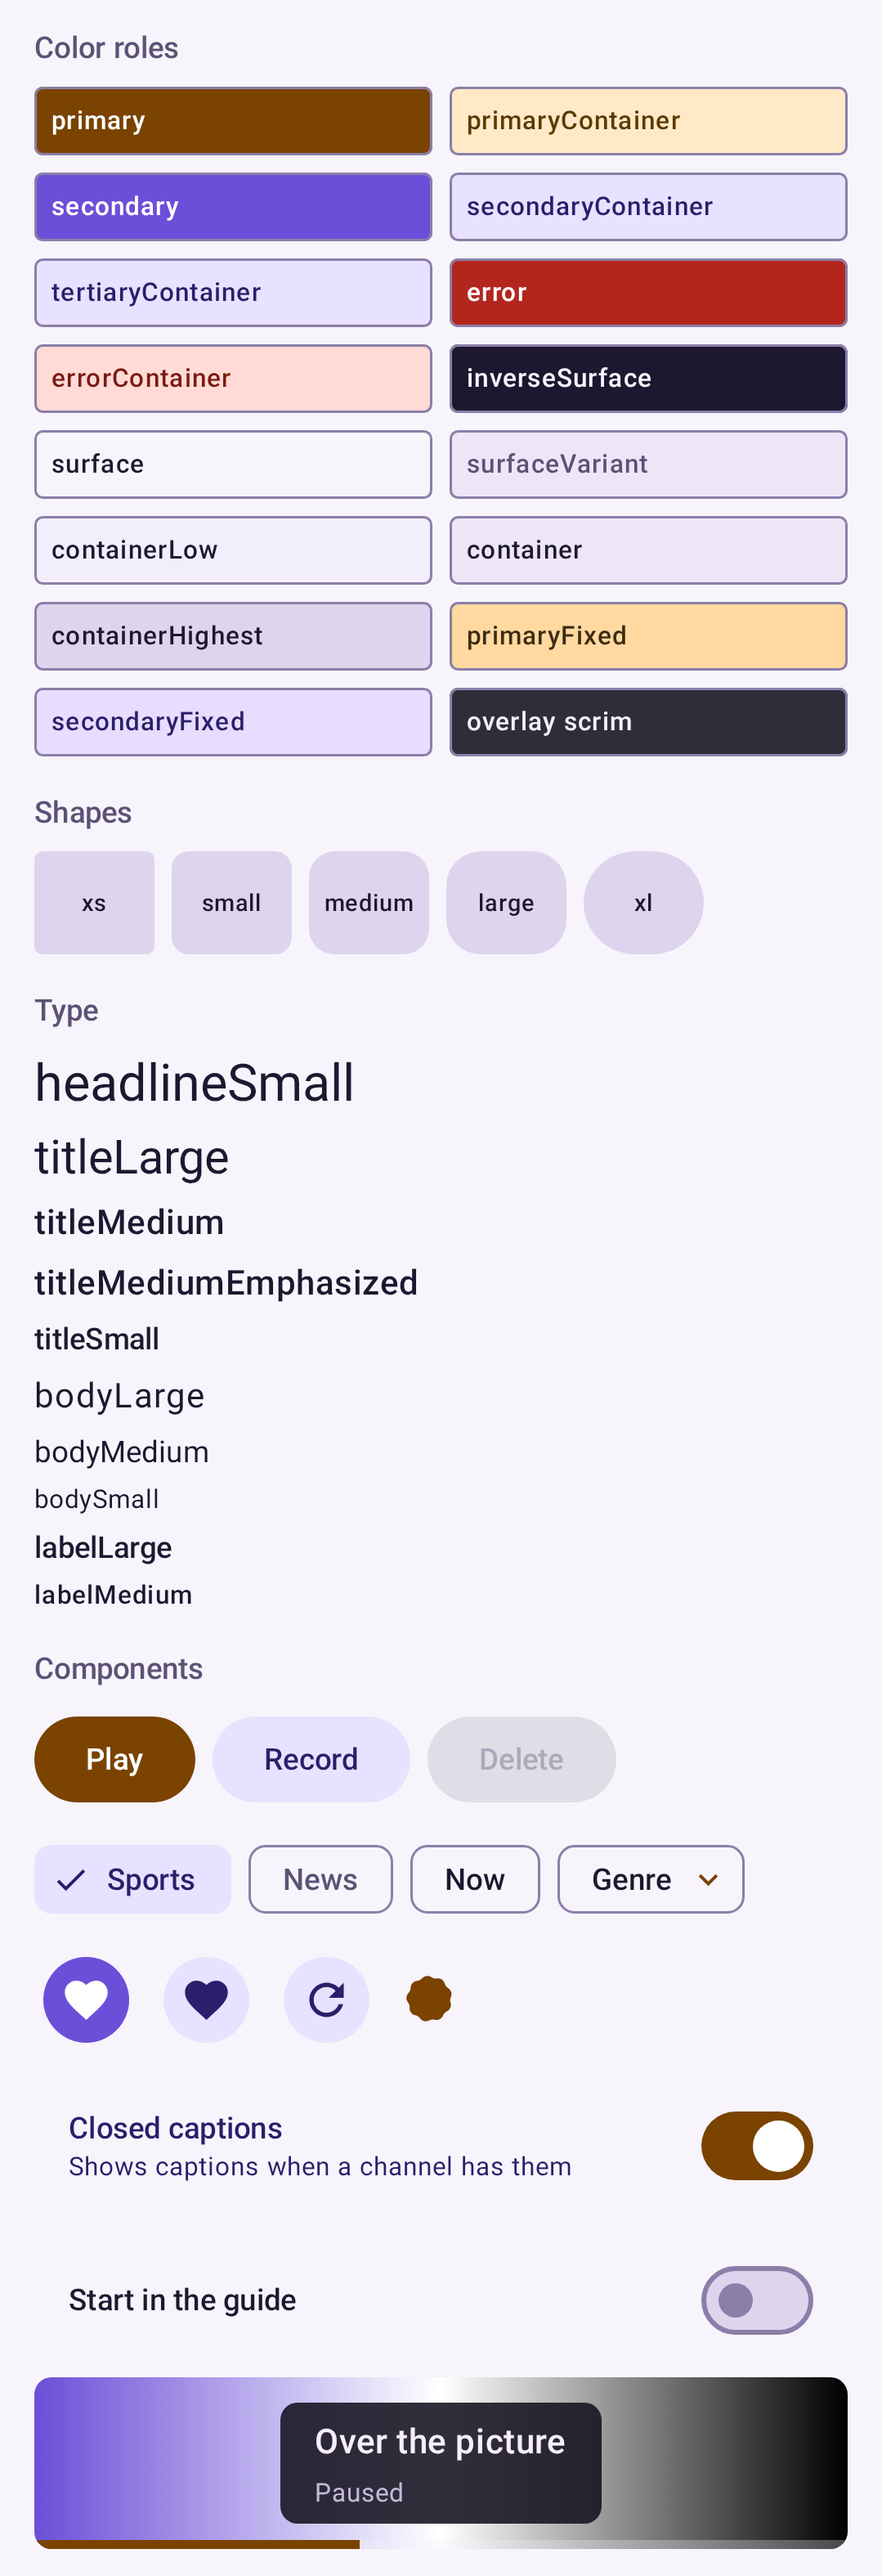 Color roles
primary
primaryContainer
secondary
secondaryContainer
tertiaryContainer
error
errorContainer
inverseSurface
surface
surfaceVariant
containerLow
container
containerHighest
primaryFixed
secondaryFixed
overlay scrim
Shapes
xs
small
medium
large
xl
Type
headlineSmall
titleLarge
titleMedium
titleMediumEmphasized
titleSmall
bodyLarge
bodyMedium
bodySmall
labelLarge
labelMedium
Components
Play
Record
Delete
Sports
News
Now
Genre
Closed captions
Shows captions when a channel has them
Start in the guide
Over the picture
Paused